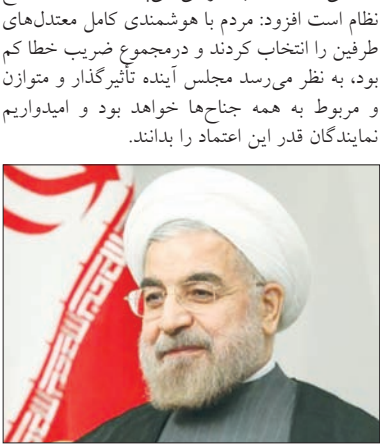 نظام است افزود: مردم با هوشمندی کامل معتدل‌های
طرفین را انتخاب کردند و درمجموع ضریب خطا کم
بود، به نظر می‌رسد مجلس آینده تأثیرگذار و متوازن
و مربوط به همه جناح‌ها خواهد بود و امیدواریم
نمایندگان قدر این اعتماد را بدانند.